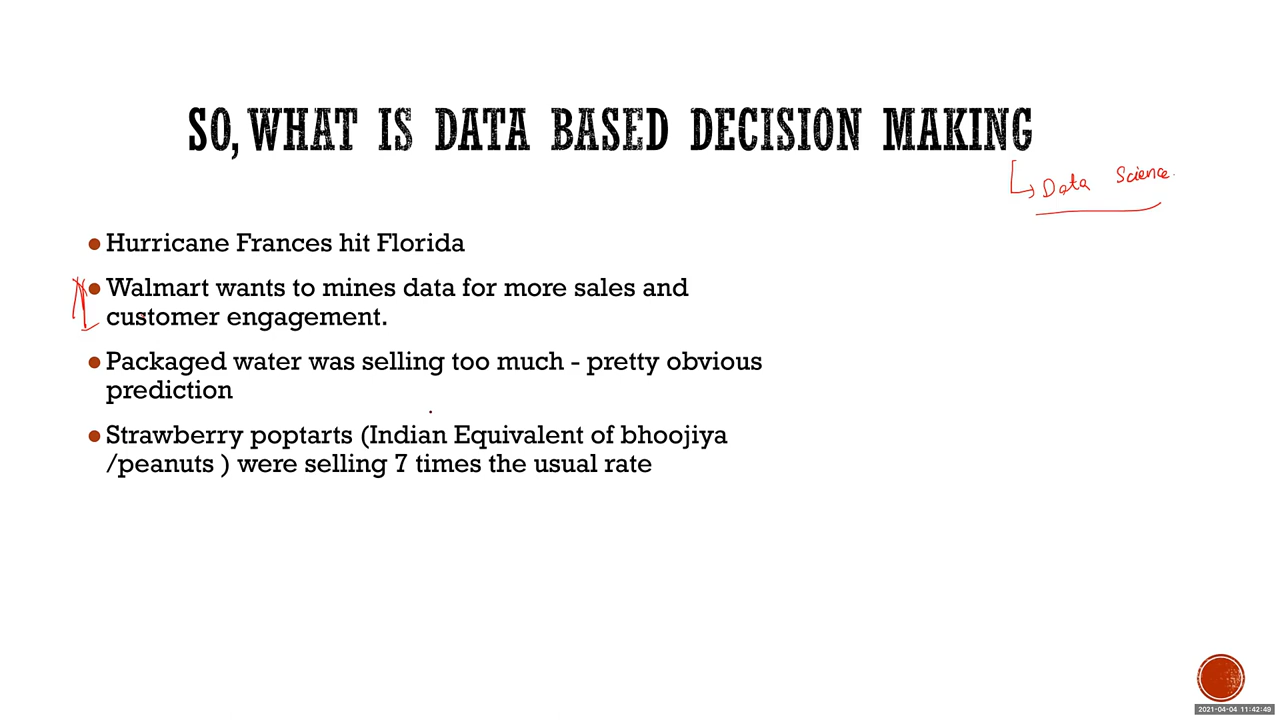 SO, WHAT IS DATA BASED DECISION MAKING
Data Science.
● Hurricane Frances hit Florida
● Walmart wants to mines data for more sales and
customer engagement.
● Packaged water was selling too much - pretty obvious
prediction
● Strawberry poptarts (Indian Equivalent of bhoojiya
/peanuts ) were selling 7 times the usual rate
2021-04-04 11:42:49